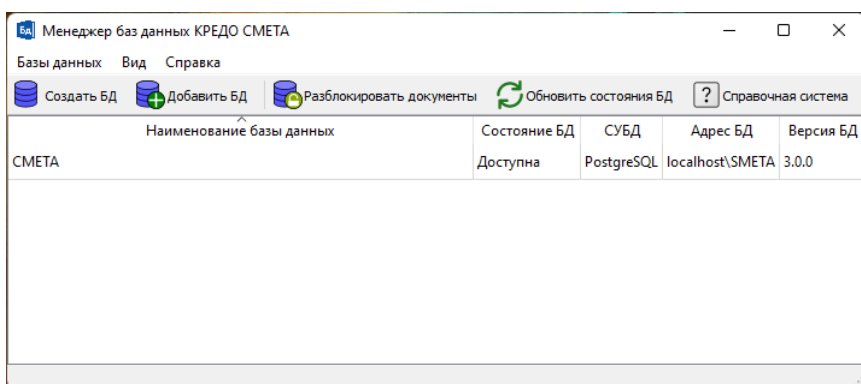 Бд Менеджер баз данных КРЕДО СМЕТА
Базы данных Вид Справка
Создать БД Добавить БД Разблокировать документы Обновить состояния БД ? Справочная система
Наименование базы данных Состояние БД СУБД Адрес БД Версия БД
СМЕТА Доступна PostgreSQL localhost\SMETA 3.0.0